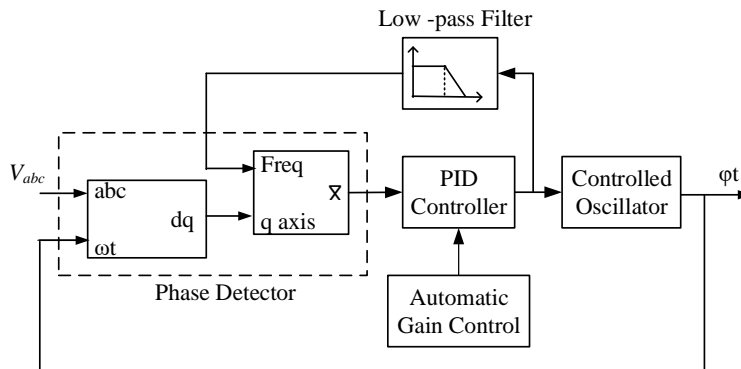 Low -pass Filter
Vabc
abc
dq
ωt
Freq
x̅
q axis
Phase Detector
PID
Controller
Automatic
Gain Control
Controlled
Oscillator
φt